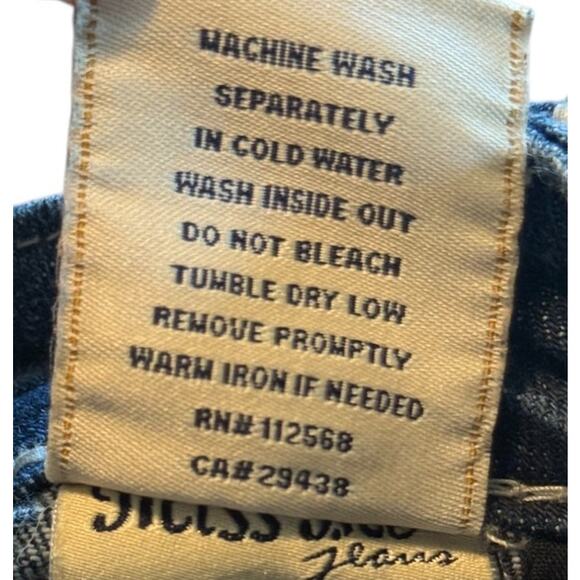 MACHINE WASH
SEPARATELY
IN COLD WATER
WASH INSIDE OUT
DO NOT BLEACH
TUMBLE DRY LOW
REMOVE PROMPTLY
WARM IRON IF NEEDED
RN# 112568
CA# 29438
jeans